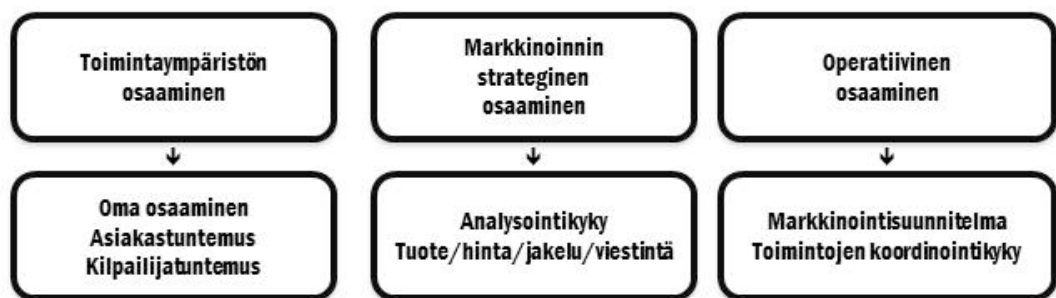 Toimintaympäristön
osaaminen
Markkinoinnin
strateginen
osaaminen
Operatiivinen
osaaminen
Oma osaaminen
Asiakastuntemus
Kilpailijatuntemus
Analysointikyky
Tuote/hinta/jakelu/viestintä
Markkinointisuunnitelma
Toimintojen koordinointikyky